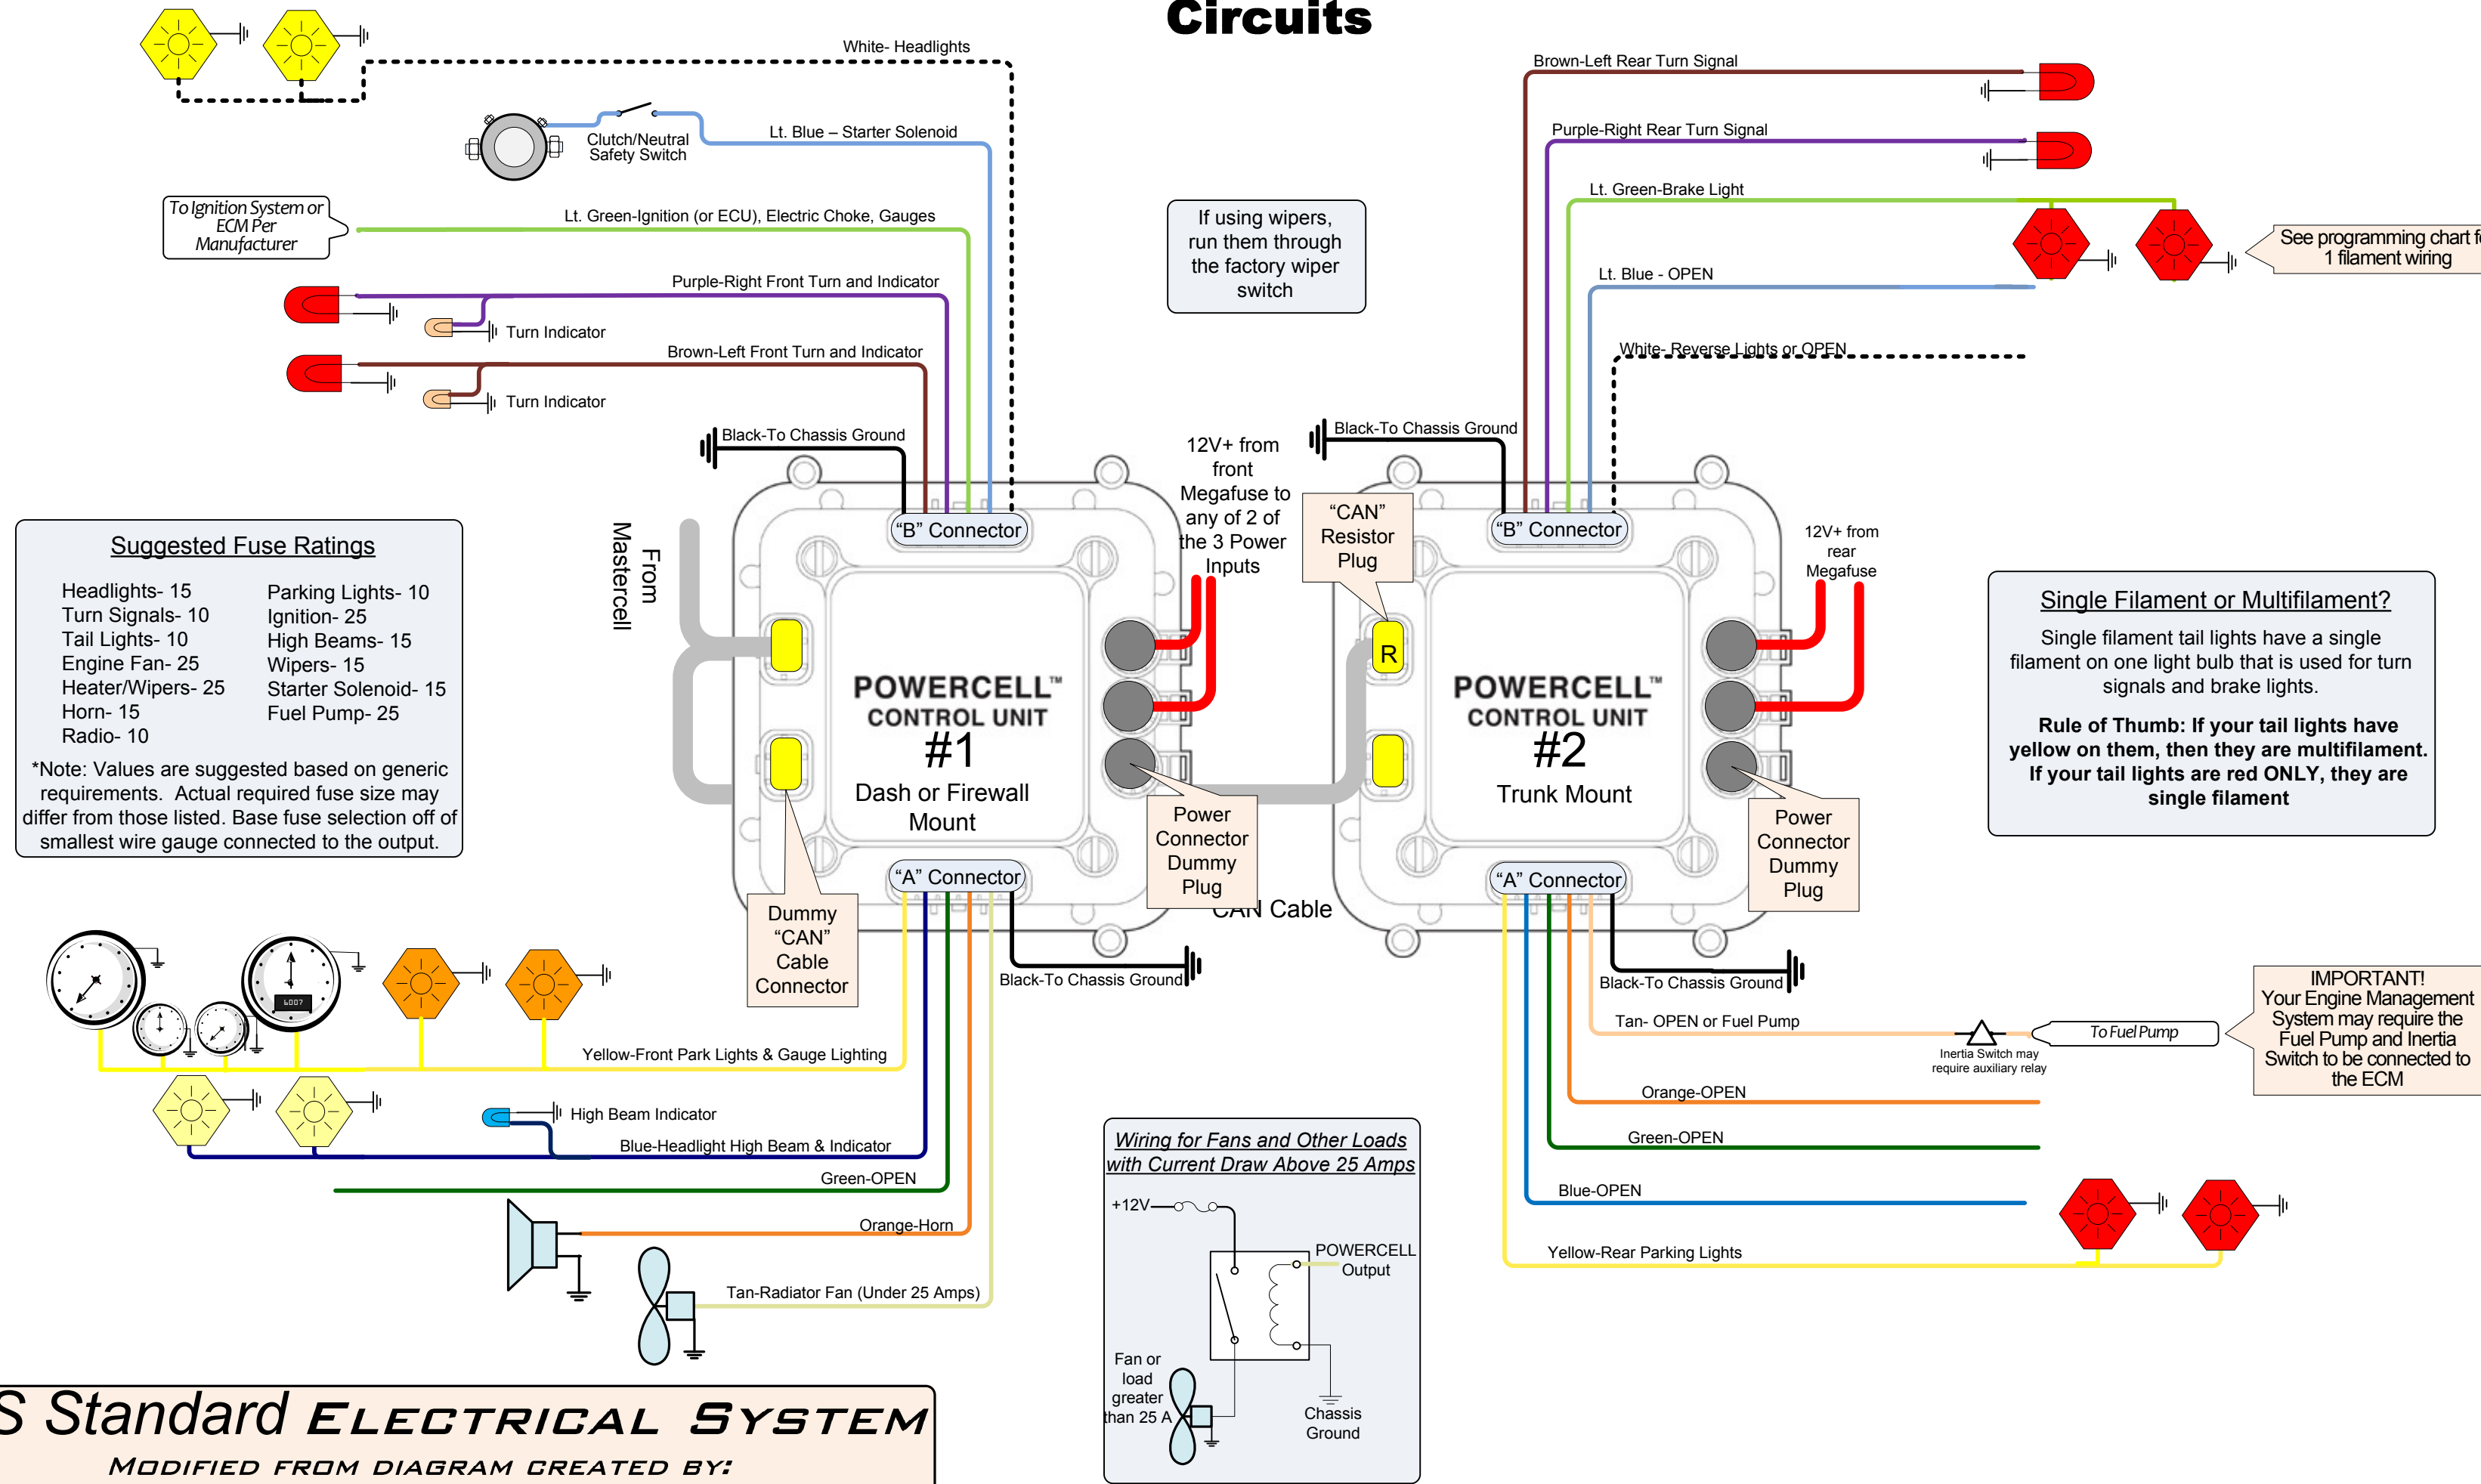 Circuits
White- Headlights
Clutch/Neutral
Safety Switch
Lt. Blue – Starter Solenoid
To Ignition System or
ECM Per
Manufacturer
Lt. Green-Ignition (or ECU), Electric Choke, Gauges
Purple-Right Front Turn and Indicator
Turn Indicator
Brown-Left Front Turn and Indicator
Turn Indicator
Black-To Chassis Ground
If using wipers,
run them through
the factory wiper
switch
Brown-Left Rear Turn Signal
Purple-Right Rear Turn Signal
Lt. Green-Brake Light
See programming chart f
1 filament wiring
Lt. Blue - OPEN
White- Reverse Lights or OPEN
Black-To Chassis Ground
Suggested Fuse Ratings
Headlights- 15
Turn Signals- 10
Tail Lights- 10
Engine Fan- 25
Heater/Wipers- 25
Horn- 15
Radio- 10
Parking Lights- 10
Ignition- 25
High Beams- 15
Wipers- 15
Starter Solenoid- 15
Fuel Pump- 25
*Note: Values are suggested based on generic
requirements. Actual required fuse size may
differ from those listed. Base fuse selection off of
smallest wire gauge connected to the output.
From
Mastercell
"B" Connector
POWERCELL™
CONTROL UNIT
#1
Dash or Firewall
Mount
"A" Connector
12V+ from
front
Megafuse to
any of 2 of
the 3 Power
Inputs
Power
Connector
Dummy
Plug
Dummy
"CAN"
Cable
Connector
CAN Cable
"CAN"
Resistor
Plug
R
"B" Connector
POWERCELL™
CONTROL UNIT
#2
Trunk Mount
"A" Connector
12V+ from
rear
Megafuse
Power
Connector
Dummy
Plug
Single Filament or Multifilament?
Single filament tail lights have a single
filament on one light bulb that is used for turn
signals and brake lights.
Rule of Thumb: If your tail lights have
yellow on them, then they are multifilament.
If your tail lights are red ONLY, they are
single filament
6007
Black-To Chassis Ground
Yellow-Front Park Lights & Gauge Lighting
High Beam Indicator
Blue-Headlight High Beam & Indicator
Green-OPEN
Orange-Horn
Tan-Radiator Fan (Under 25 Amps)
Black-To Chassis Ground
Tan- OPEN or Fuel Pump
Inertia Switch may
require auxiliary relay
To Fuel Pump
IMPORTANT!
Your Engine Management
System may require the
Fuel Pump and Inertia
Switch to be connected to
the ECM
Orange-OPEN
Green-OPEN
Blue-OPEN
Yellow-Rear Parking Lights
Wiring for Fans and Other Loads
with Current Draw Above 25 Amps
+12V
POWERCELL
Output
Fan or
load
greater
than 25 A
Chassis
Ground
S Standard ELECTRICAL SYSTEM
MODIFIED FROM DIAGRAM CREATED BY: